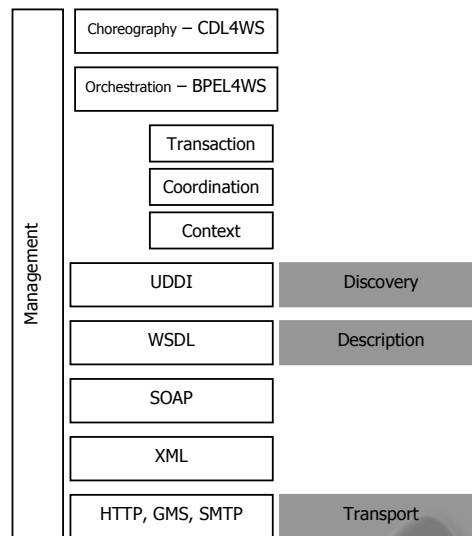 Choreography – CDL4WS
Orchestration – BPEL4WS
Transaction
Coordination
Context
Management
UDDI
Discovery
WSDL
Description
SOAP
XML
HTTP, GMS, SMTP
Transport